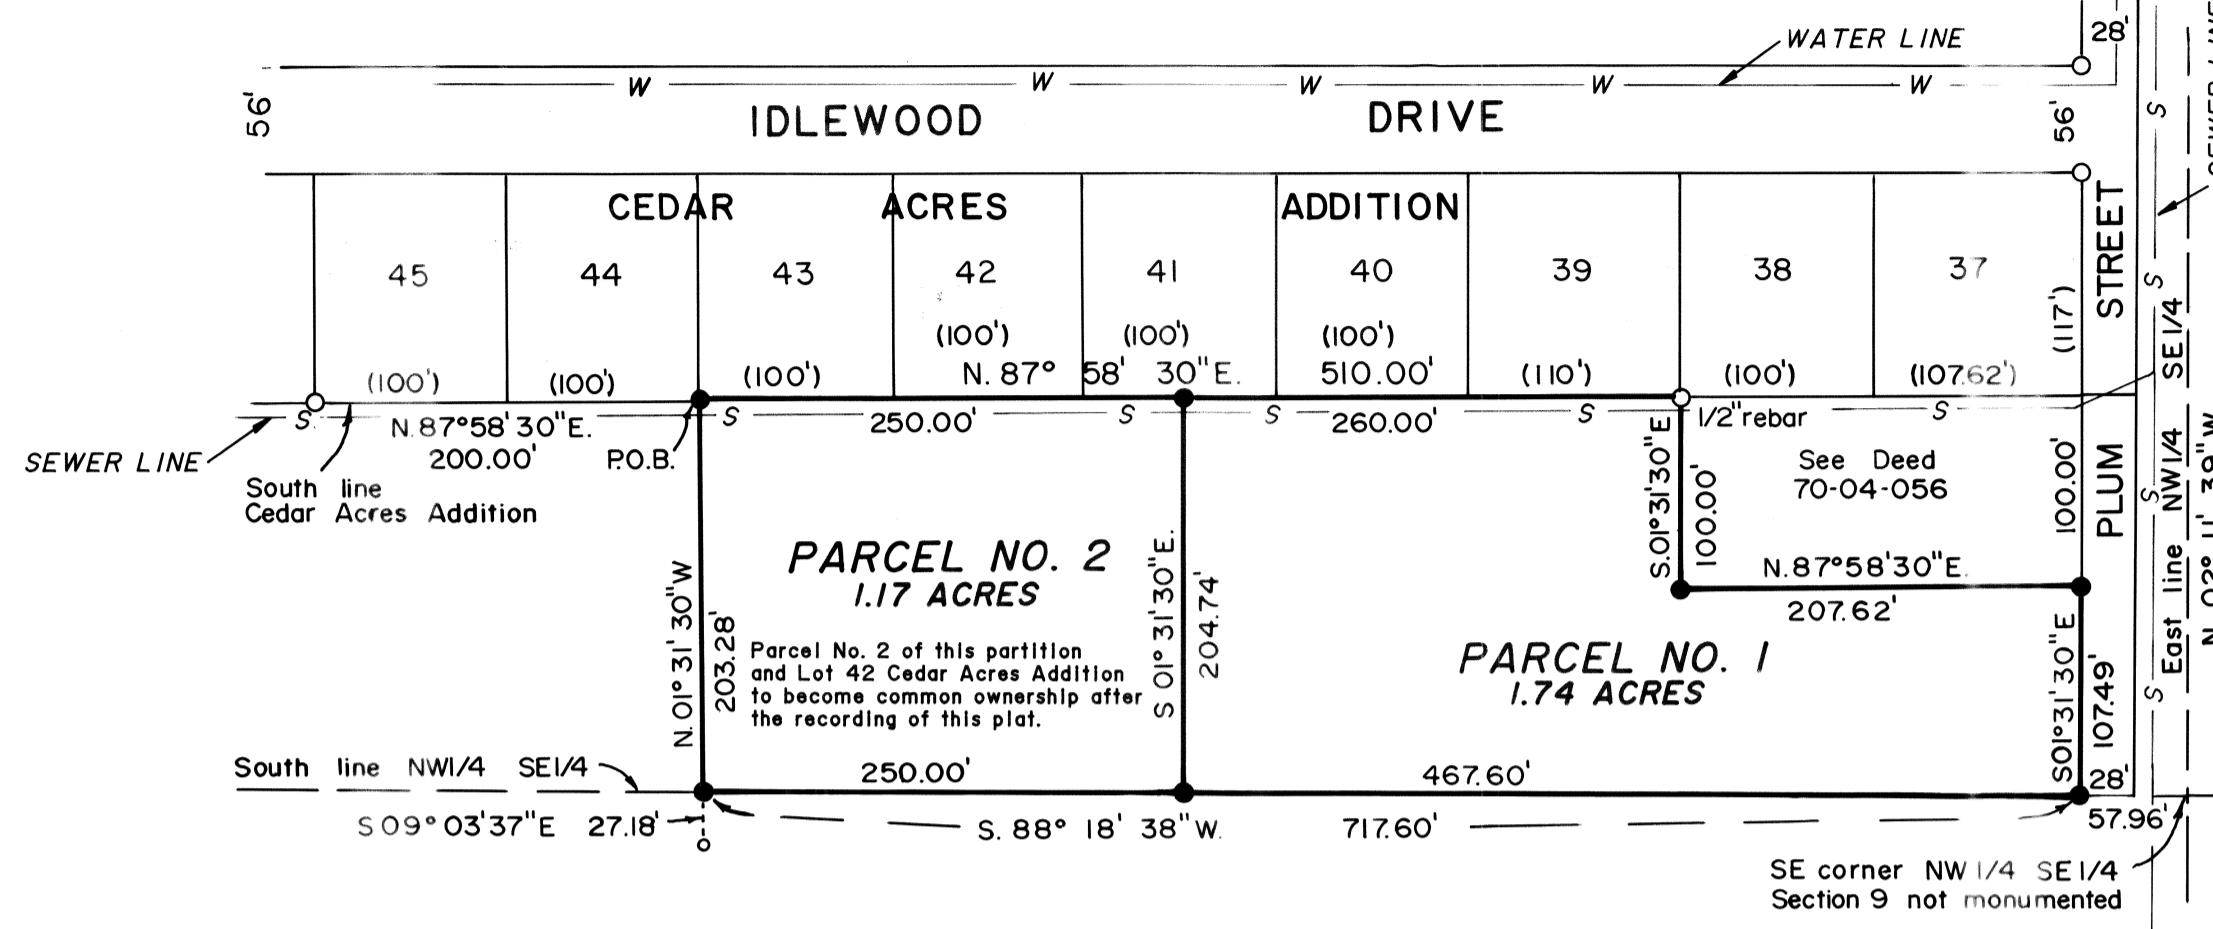 28'
WATER LINE
W W W W W
56'
IDLEWOOD DRIVE
56'
S
CEDAR ACRES ADDITION
STREET
45 44 43 42 41 40 39 38 37
S
(117')
(100') (100') (100')
(100') (100') (100') N. 87° 58' 30"E. 510.00' (110') (100') (107.62')
S S S S S S
N. 87°58'30"E.
200.00'
P.O.B.
250.00'
260.00'
1/2" rebar
SEWER LINE
South line
Cedar Acres Addition
See Deed
70-04-056
S.01°31'30"E
100.00'
100.00'
PLUM
S
East line NW1/4 SE1/4
N. 02° 11' 39"W
PARCEL NO. 2
1.17 ACRES
N.87°58'30"E.
207.62'
N.01°31'30"W
203.28'
Parcel No. 2 of this partition
and Lot 42 Cedar Acres Addition
to become common ownership after
the recording of this plat.
S 01°31'30"E.
204.74'
PARCEL NO. 1
1.74 ACRES
S01°31'30"E
107.49'
S
South line NW1/4 SE1/4
250.00'
467.60'
28'
S 09°03'37"E 27.18'
S. 88° 18' 38"W. 717.60'
57.96'
SE corner NW 1/4 SE 1/4
Section 9 not monumented